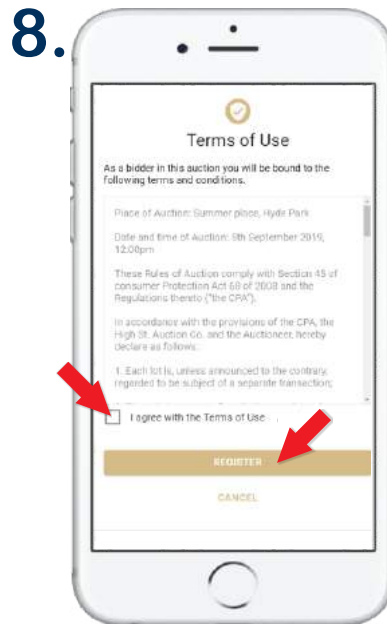 8.
Terms of Use
As a bidder in this auction you will be bound to the
following terms and conditions.
Place of Auction: Summer place, Hyde Park
Date and time of Auction: 9th September 2019,
12:00pm
These Rules of Auction comply with Section 45 of
consumer Protection Act 68 of 2008 and the
Regulations thereto ("the CPA").
In accordance with the provisions of the CPA, the
High St. Auction Co. and the Auctioneer, hereby
declare as follows:
1. Each lot is, unless announced to the contrary,
regarded to be subject of a separate transaction;
I agree with the Terms of Use
REGISTER
CANCEL